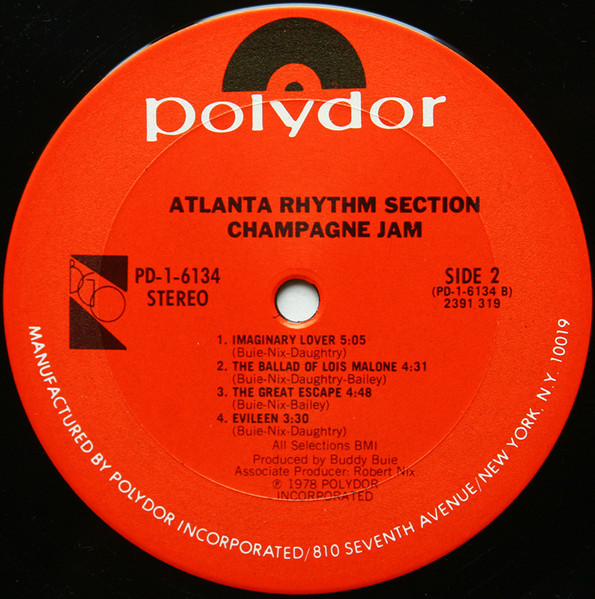 polydor
ATLANTA RHYTHM SECTION
CHAMPAGNE JAM
PD-1-6134
STEREO
SIDE 2
(PD-1-6134 B)
2391 319
1. IMAGINARY LOVER 5:05
(Buie-Nix-Daughtry)
2. THE BALLAD OF LOIS MALONE 4:31
(Buie-Nix-Daughtry-Bailey)
3. THE GREAT ESCAPE 4:48
(Buie-Nix-Bailey)
4. EVILEEN 3:30
(Buie-Nix-Daughtry)
All Selections BMI
Produced by Buddy Buie
Associate Producer: Robert Nix
℗ 1978 POLYDOR
INCORPORATED
MANUFACTURED BY POLYDOR INCORPORATED/810 SEVENTH AVENUE/NEW YORK, N.Y. 10019